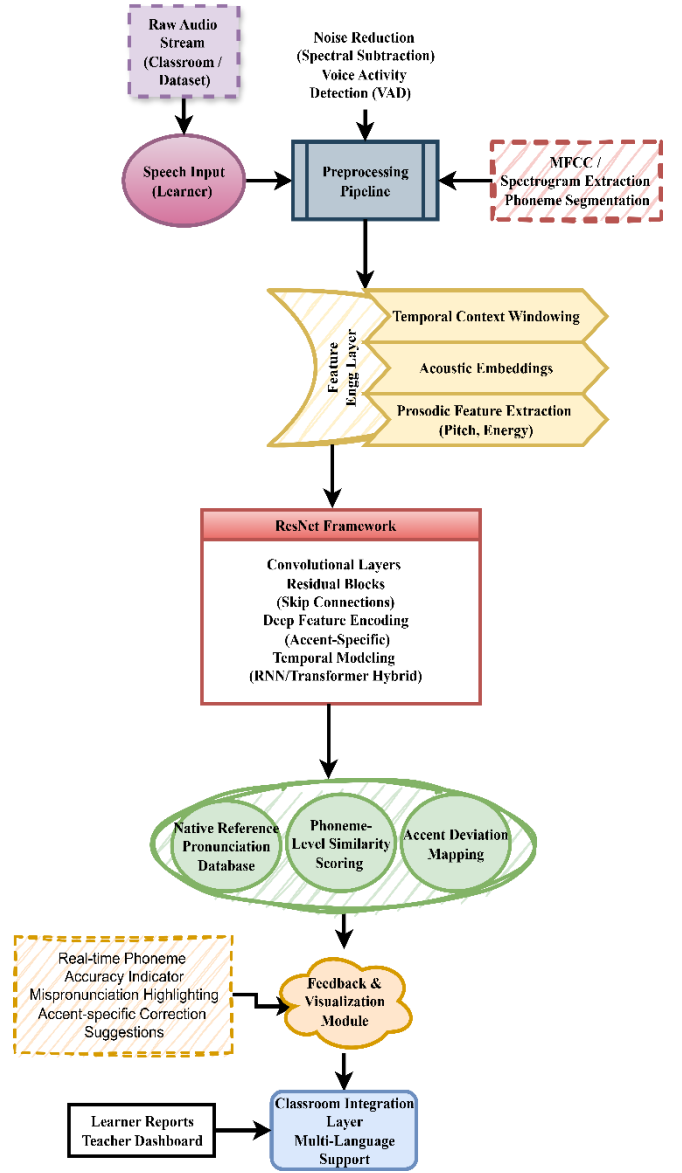 Raw Audio
Stream
(Classroom /
Dataset)
Noise Reduction
(Spectral Subtraction)
Voice Activity
Detection (VAD)
Speech Input
(Learner)
Preprocessing
Pipeline
MFCC /
Spectrogram Extraction
Phoneme Segmentation
Feature
Engg Layer
Temporal Context Windowing
Acoustic Embeddings
Prosodic Feature Extraction
(Pitch, Energy)
ResNet Framework
Convolutional Layers
Residual Blocks
(Skip Connections)
Deep Feature Encoding
(Accent-Specific)
Temporal Modeling
(RNN/Transformer Hybrid)
Native Reference
Pronunciation
Database
Phoneme-
Level Similarity
Scoring
Accent Deviation
Mapping
Real-time Phoneme
Accuracy Indicator
Mispronunciation Highlighting
Accent-specific Correction
Suggestions
Feedback &
Visualization
Module
Learner Reports
Teacher Dashboard
Classroom Integration
Layer
Multi-Language
Support